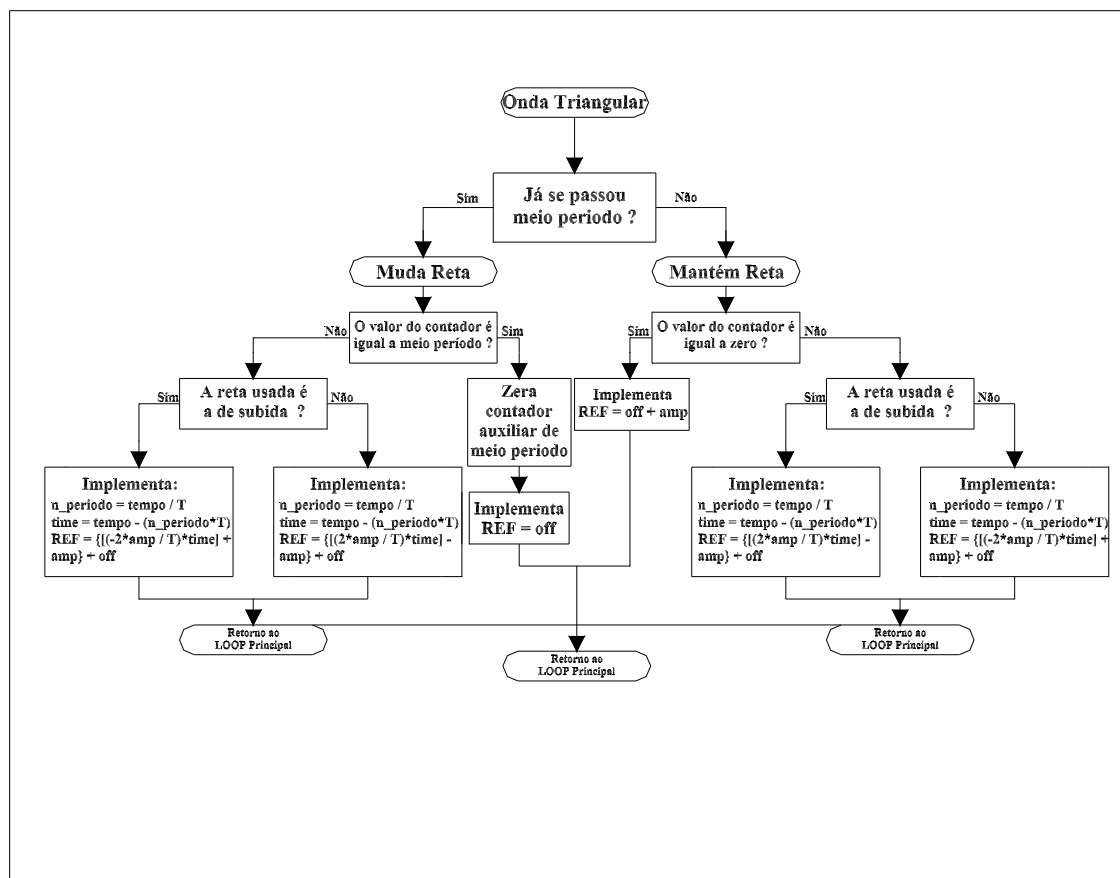 Onda Triangular
Já se passou
meio periodo ?
Sim
Não
Muda Reta
Mantém Reta
O valor do contador é
igual a meio período ?
Não
Sim
O valor do contador é
igual a zero ?
Sim
Não
A reta usada é
a de subida ?
Sim
Não
Zera
contador
auxiliar de
meio periodo
Implementa
REF = off + amp
A reta usada é
a de subida ?
Sim
Não
Implementa:
n_periodo = tempo / T
time = tempo - (n_periodo*T)
REF = {[(-2*amp / T)*time] +
amp} + off
Implementa:
n_periodo = tempo / T
time = tempo - (n_periodo*T)
REF = {[(2*amp / T)*time] -
amp} + off
Implementa
REF = off
Implementa:
n_periodo = tempo / T
time = tempo - (n_periodo*T)
REF = {[(2*amp / T)*time] -
amp} + off
Implementa:
n_periodo = tempo / T
time = tempo - (n_periodo*T)
REF = {[(-2*amp / T)*time] +
amp} + off
Retorno ao
LOOP Principal
Retorno ao
LOOP Principal
Retorno ao
LOOP Principal